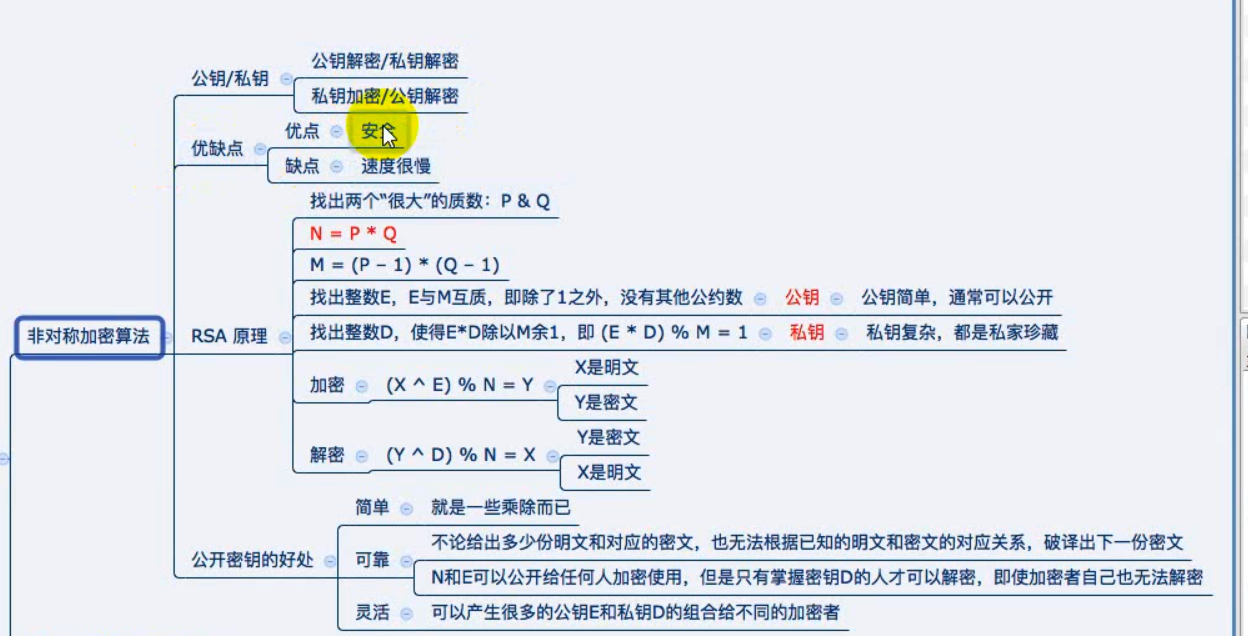 公钥解密/私钥解密
公钥/私钥
私钥加密/公钥解密
优点 安全
优缺点
缺点 速度很慢
找出两个“很大”的质数：P & Q
N = P * Q
M = (P – 1) * (Q – 1)
找出整数E，E与M互质，即除了1之外，没有其他公约数 公钥 公钥简单，通常可以公开
非对称加密算法 RSA 原理 找出整数D，使得E*D除以M余1，即 (E * D) % M = 1 私钥 私钥复杂，都是私家珍藏
X是明文
加密 (X ^ E) % N = Y
Y是密文
Y是密文
解密 (Y ^ D) % N = X
X是明文
简单 就是一些乘除而已
不论给出多少份明文和对应的密文，也无法根据已知的明文和密文的对应关系，破译出下一份密文
公开密钥的好处 可靠
N和E可以公开给任何人加密使用，但是只有掌握密钥D的人才可以解密，即使加密者自己也无法解密
灵活 可以产生很多的公钥E和私钥D的组合给不同的加密者